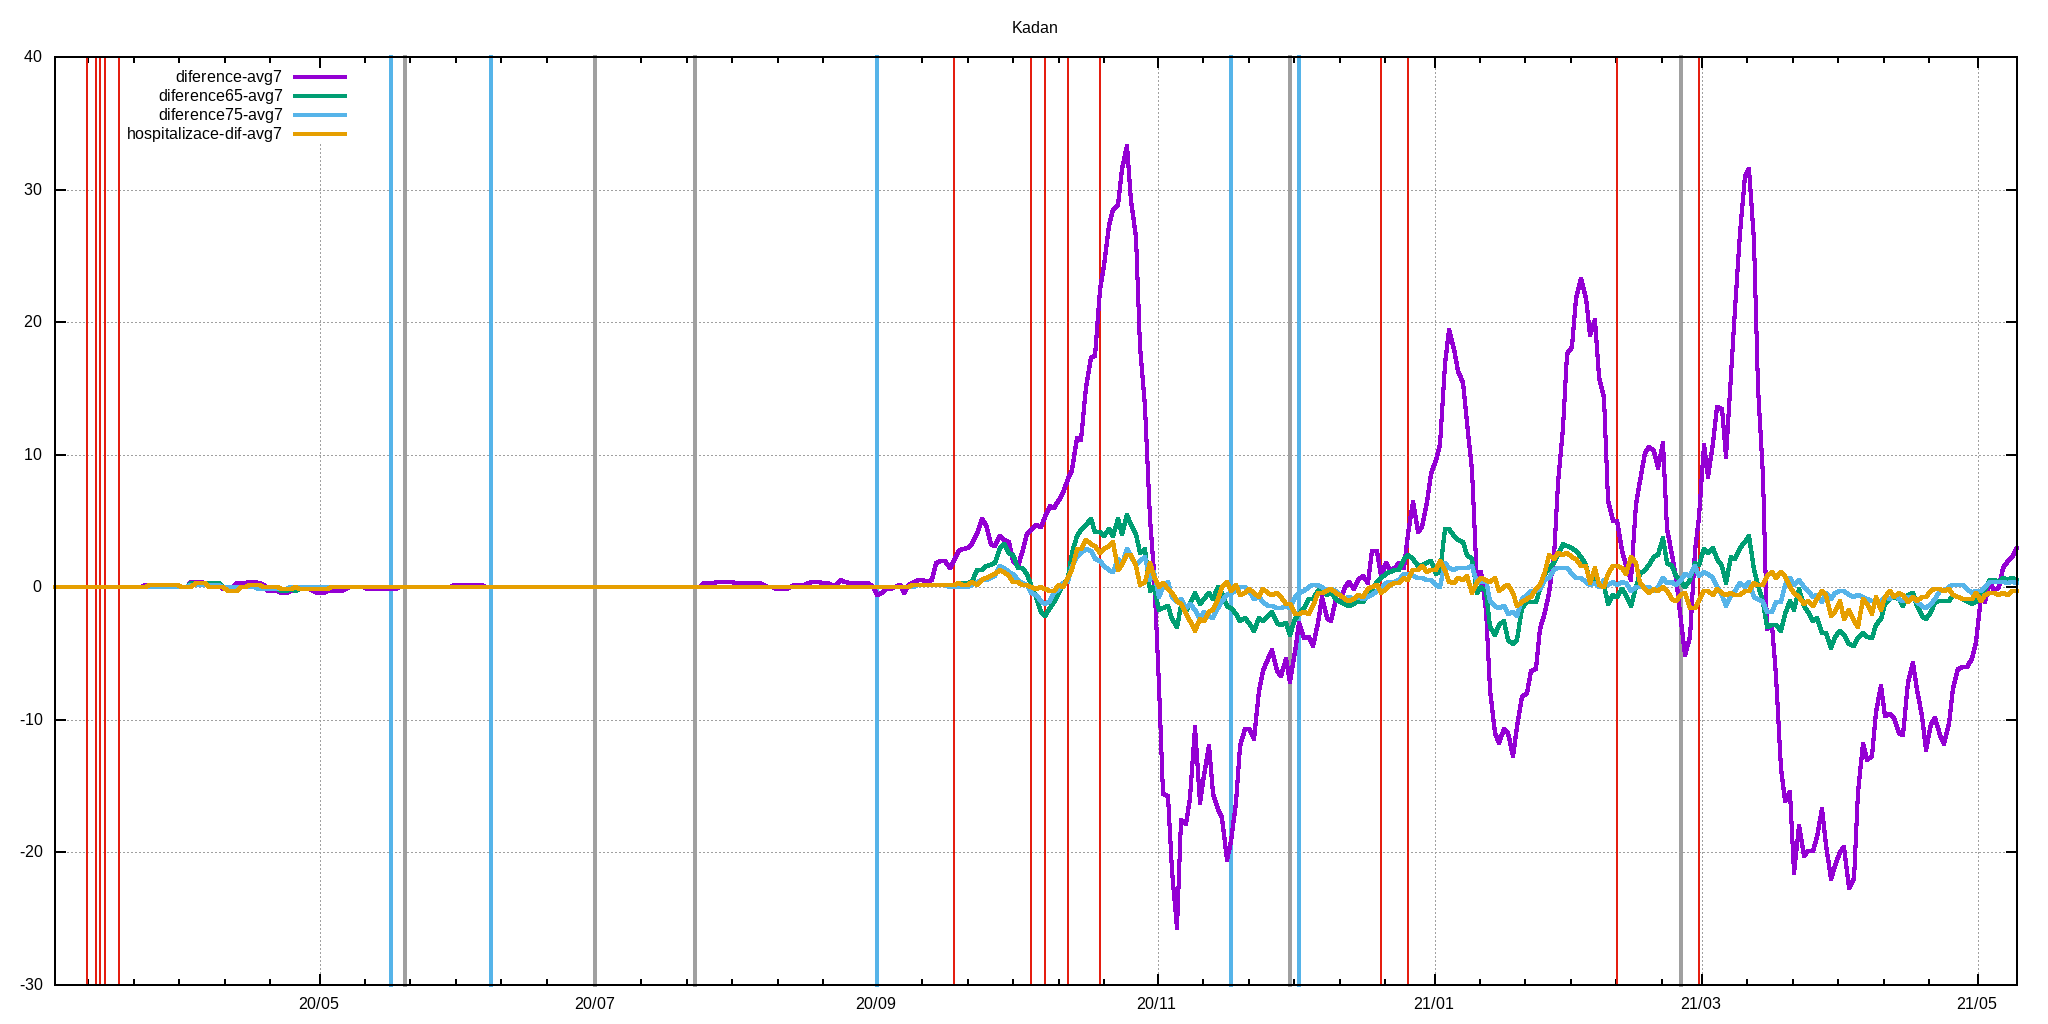 Kadan
40
diference-avg7
diference65-avg7
diference75-avg7
hospitalizace-dif-avg7
30
20
10
0
-10
-20
-30
20/05 20/07 20/09 20/11 21/01 21/03 21/05